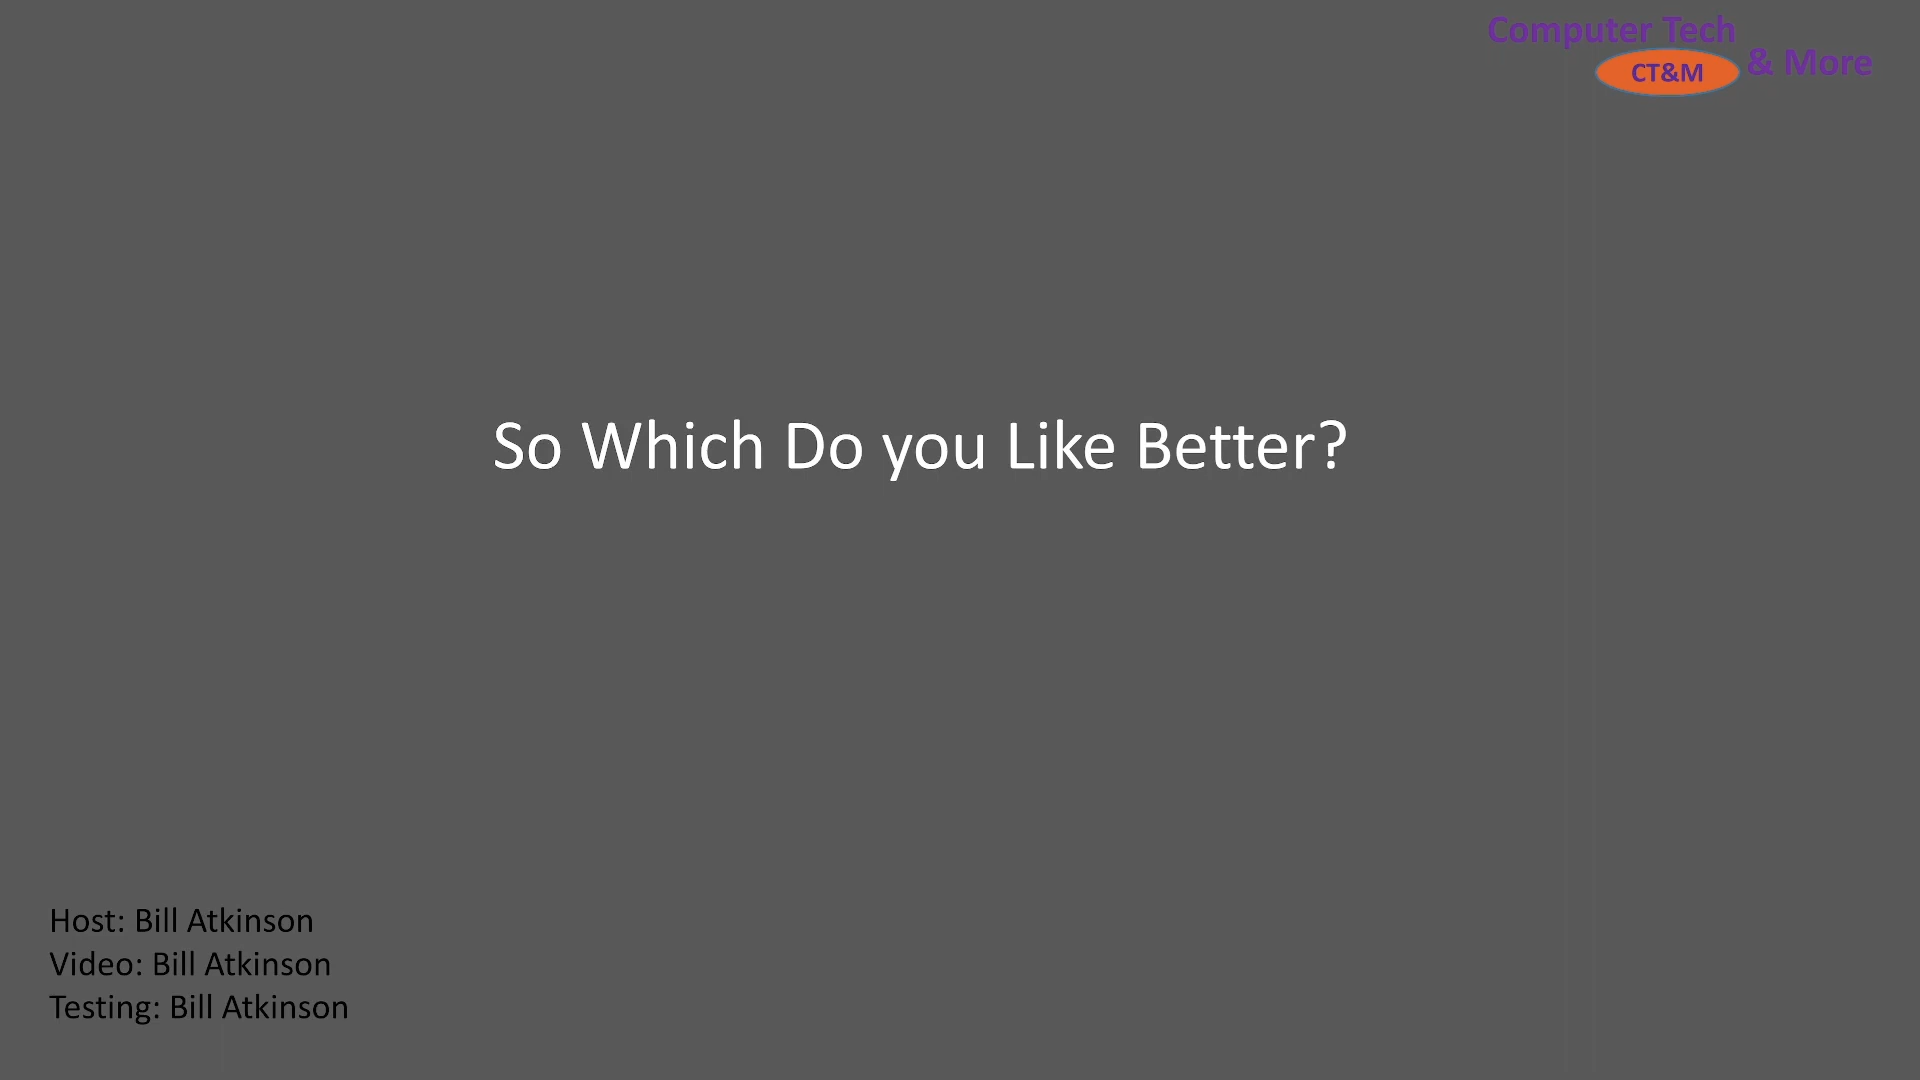 Computer Tech
& More
CT&M
So Which Do you Like Better?
Host: Bill Atkinson
Video: Bill Atkinson
Testing: Bill Atkinson